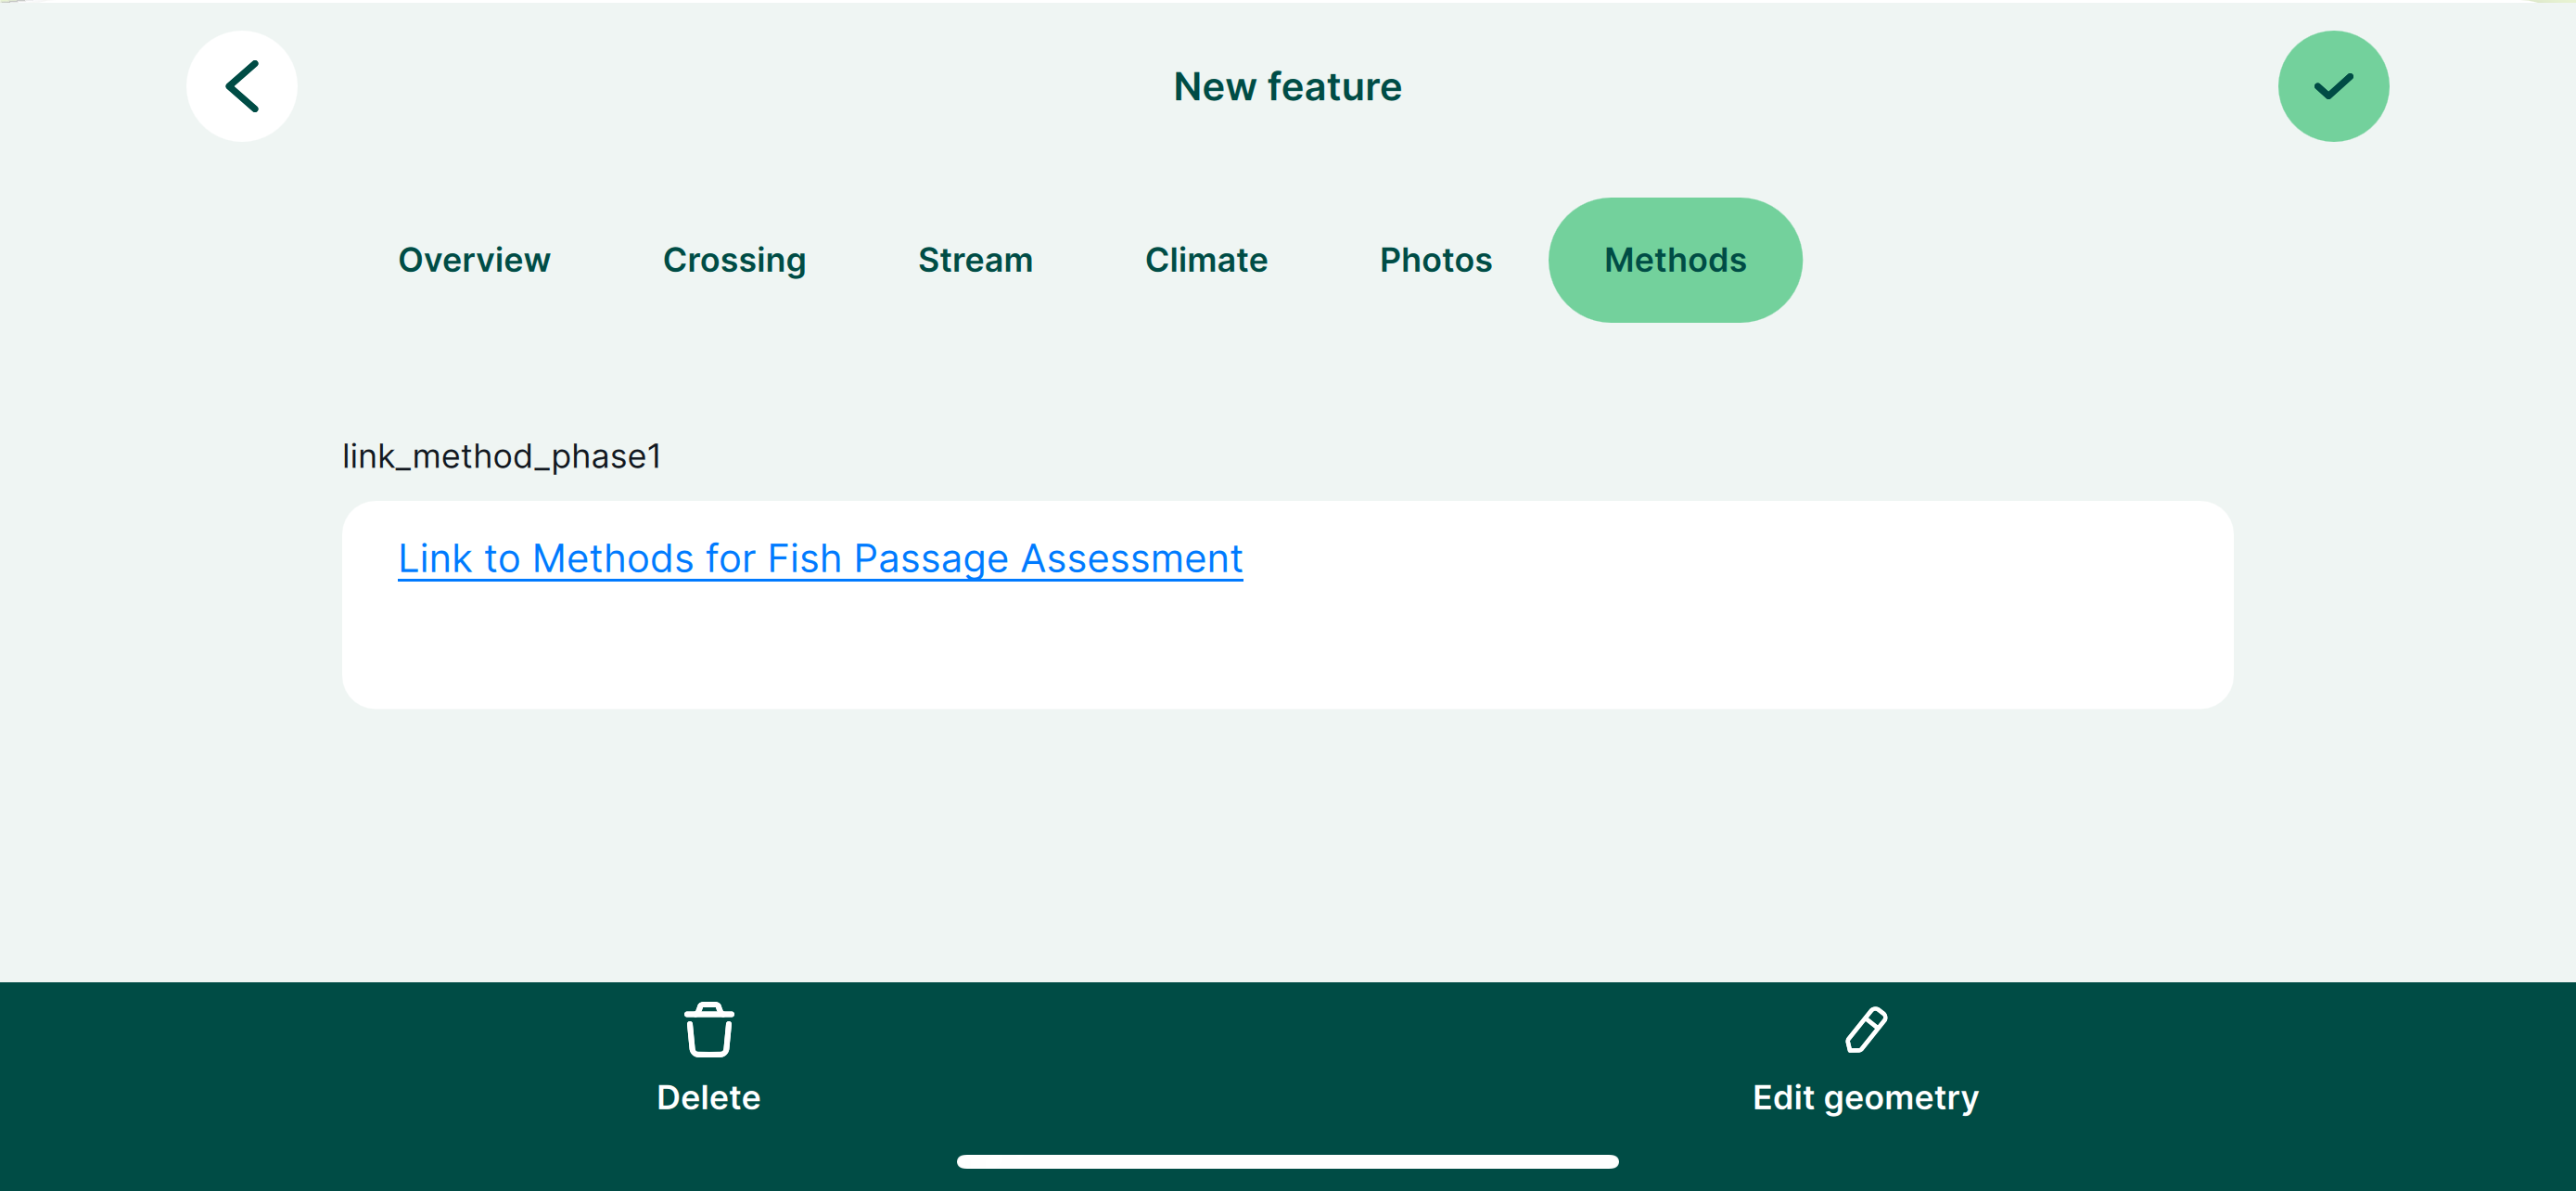 New feature
Overview Crossing Stream Climate Photos Methods
link_method_phase1
Link to Methods for Fish Passage Assessment
Delete Edit geometry